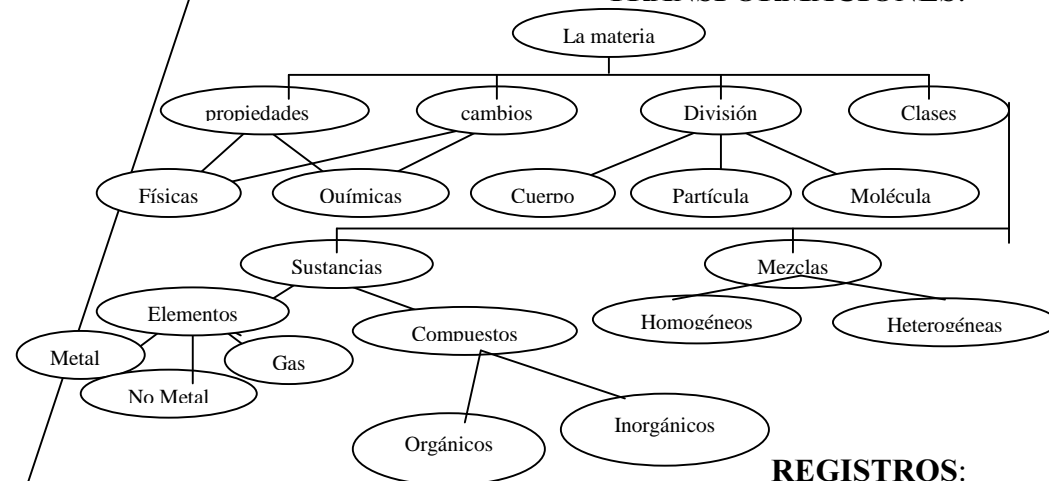 TRANSFORMACIONES:
La materia
propiedades cambios División Clases
Físicas Químicas Cuerpo Partícula Molécula
Sustancias Mezclas
Elementos
Compuestos Homogéneos Heterogéneas
Metal Gas
No Metal
Orgánicos Inorgánicos
REGISTROS: